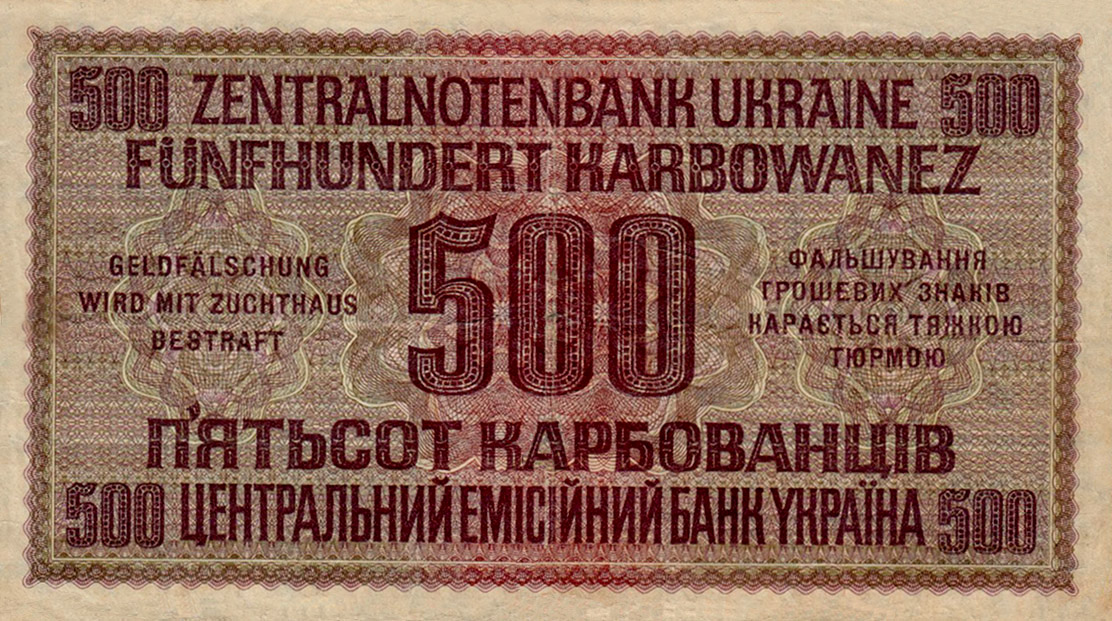 500 ZENTRALNOTENBANK UKRAINE 500
FÜNFHUNDERT KARBOWANEZ
GELDFÄLSCHUNG
WIRD MIT ZUCHTHAUS
BESTRAFT
500
ФАЛЬШУВАННЯ
ГРОШЕВИХ ЗНАКІВ
КАРАЄТЬСЯ ТЯЖКОЮ
ТЮРМОЮ
П'ЯТЬСОТ КАРБОВАНЦІВ
500 ЦЕНТРАЛЬНИЙ ЕМІСІЙНИЙ БАНК УКРАЇНА 500